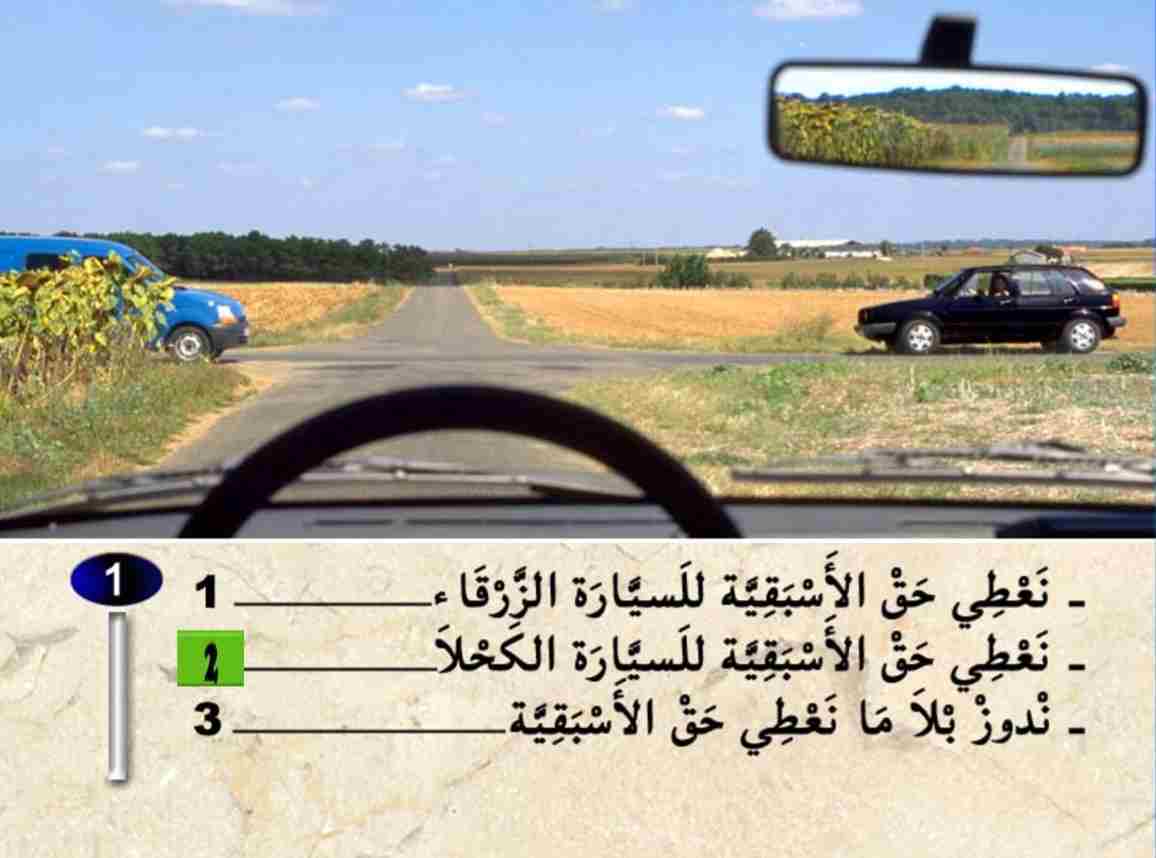 1
- نَعْطِي حَقْ الأَسْبَقِيَّة للَسيَّارَة الزَّرْقَاء 1
- نَعْطِي حَقْ الأَسْبَقِيَّة للَسيَّارَة الكَحْلاَ 2
- نْدوزْ بْلاَ مَا نَعْطِي حَقْ الأَسْبَقِيَّة 3